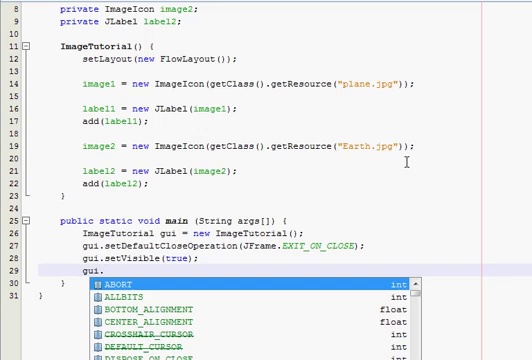 8 private ImageIcon image2;
9 private JLabel label2;
10
11 ImageTutorial() {
12 setLayout(new FlowLayout());
13
14 image1 = new ImageIcon(getClass().getResource("plane.jpg"));
15
16 label1 = new JLabel(image1);
17 add(label1);
18
19 image2 = new ImageIcon(getClass().getResource("Earth.jpg"));
20
21 label2 = new JLabel(image2);
22 add(label2);
23 }
24
25 public static void main (String args[]) {
26 ImageTutorial gui = new ImageTutorial();
27 gui.setDefaultCloseOperation(JFrame.EXIT_ON_CLOSE);
28 gui.setVisible(true);
29 gui.
30 }
31 }
ABORT int
ALLBITS int
BOTTOM_ALIGNMENT float
CENTER_ALIGNMENT float
CROSSHAIR_CURSOR int
DEFAULT_CURSOR int
DISPOSE_ON_CLOSE int